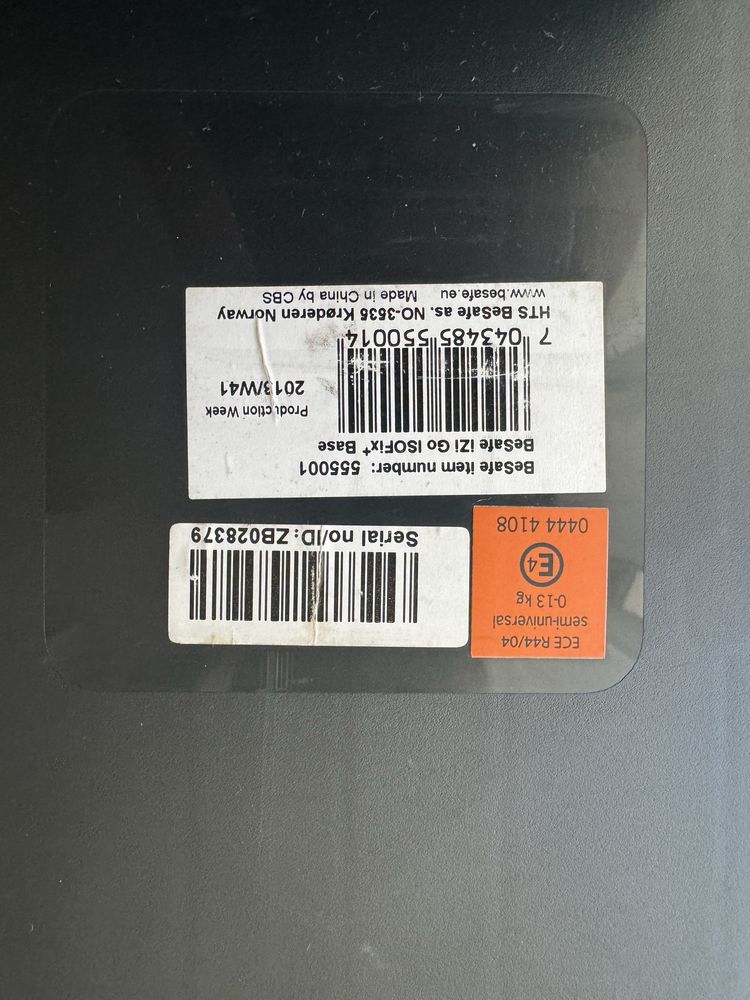 ECE R44/04
semi-universal
0-13 kg
E4
0444 4108
Serial no/ID: ZB028379
BeSafe item number: 555001
BeSafe iZi Go ISOFix+ Base
Production Week
2013/W41
7 043485 550014
HTS BeSafe as. NO-3535 Krøderen Norway
www.besafe.eu Made in China by CBS